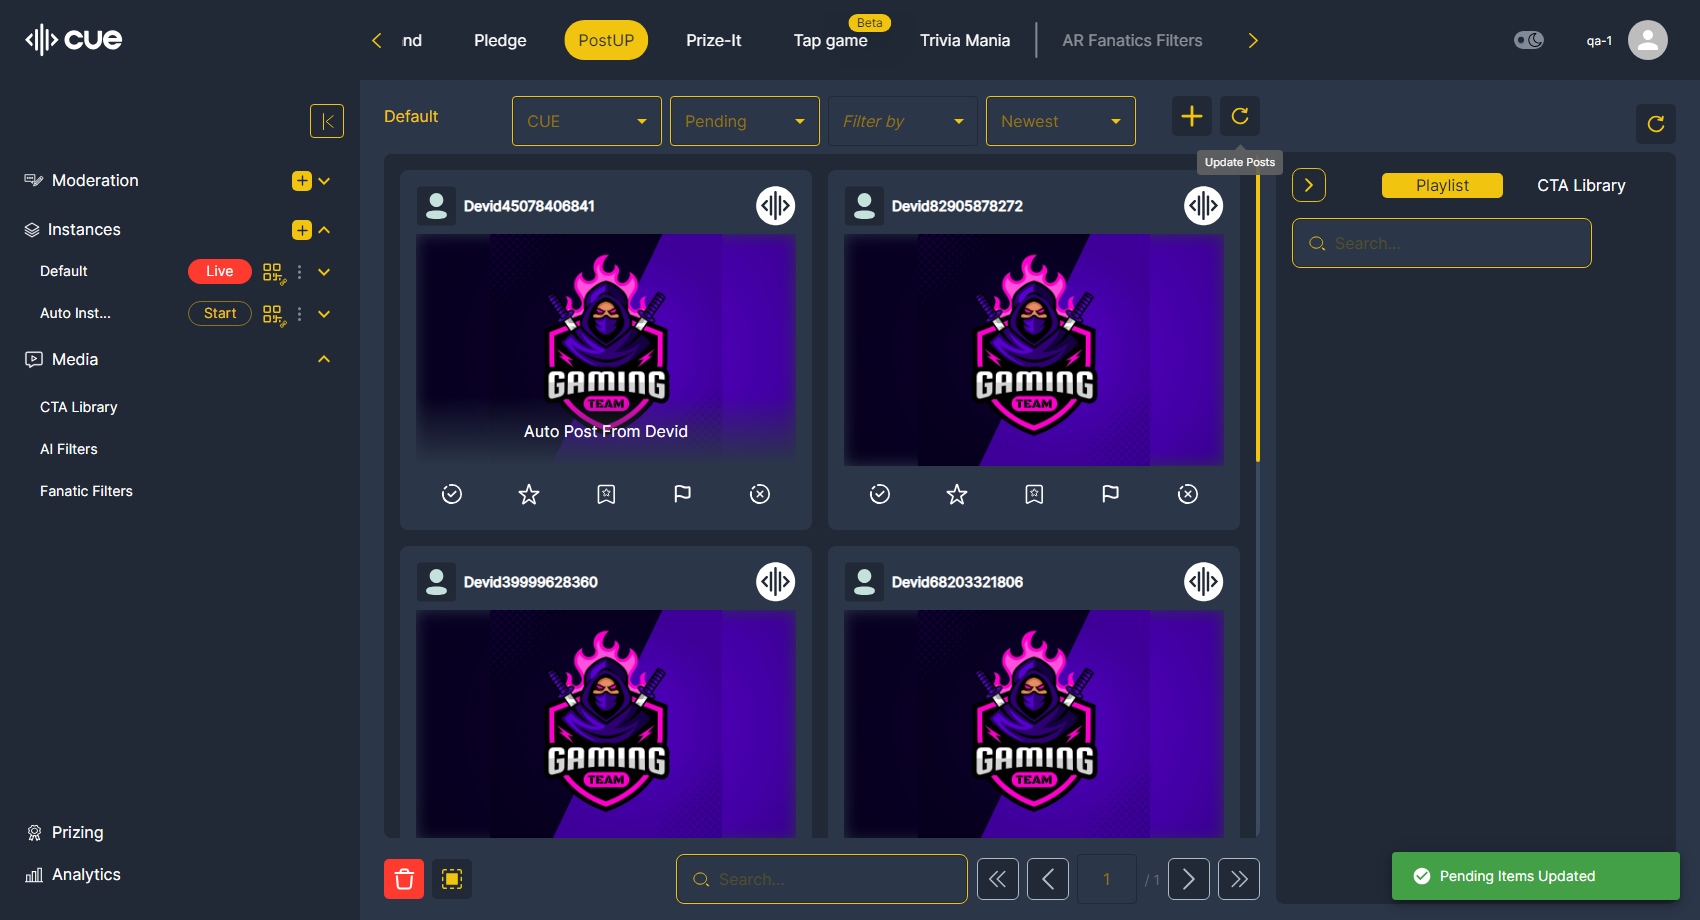 cue
nd
Pledge
PostUP
Prize-It
Tap game
Beta
Trivia Mania
AR Fanatics Filters
qa-1
Default
CUE
Pending
Filter by
Newest
Update Posts
Moderation
Instances
Default
Live
Auto Inst...
Start
Media
CTA Library
AI Filters
Fanatic Filters
Prizing
Analytics
Devid45078406841
GAMING
TEAM
Auto Post From Devid
Devid82905878272
GAMING
TEAM
Devid39999628360
GAMING
TEAM
Devid68203321806
GAMING
TEAM
Playlist
CTA Library
Search...
Search...
1
/ 1
Pending Items Updated